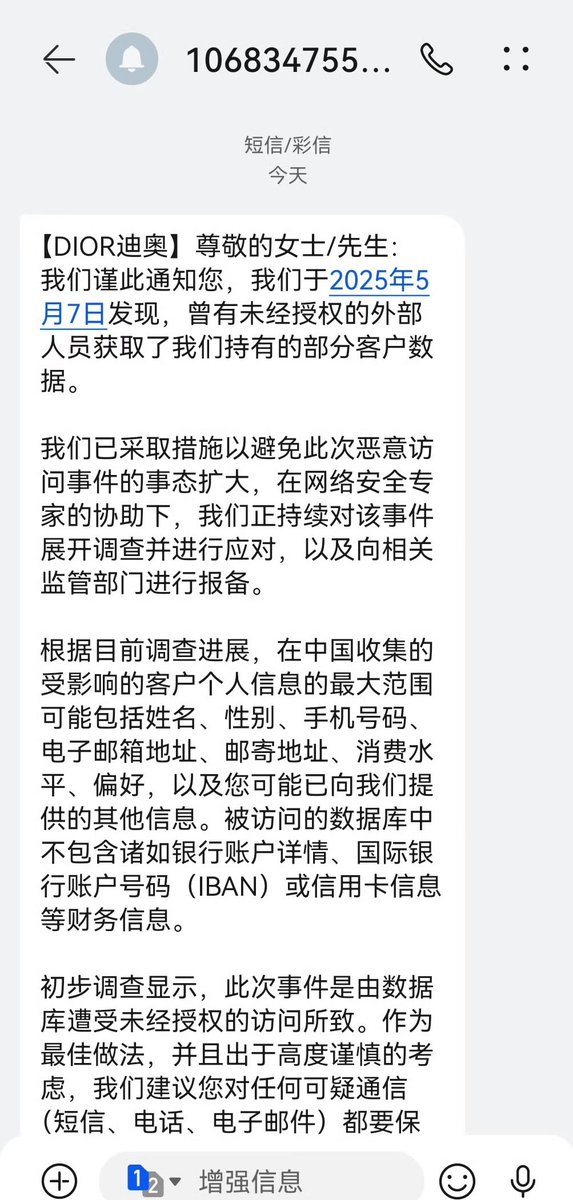 106834755...
短信/彩信
今天
【DIOR迪奥】尊敬的女士/先生：
我们谨此通知您，我们于2025年5
月7日发现，曾有未经授权的外部
人员获取了我们持有的部分客户数
据。
我们已采取措施以避免此次恶意访
问事件的事态扩大，在网络安全专
家的协助下，我们正持续对该事件
展开调查并进行应对，以及向相关
监管部门进行报备。
根据目前调查进展，在中国收集的
受影响的客户个人信息的最大范围
可能包括姓名、性别、手机号码、
电子邮箱地址、邮寄地址、消费水
平、偏好，以及您可能已向我们提
供的其他信息。被访问的数据库中
不包含诸如银行账户详情、国际银
行账户号码（IBAN）或信用卡信息
等财务信息。
初步调查显示，此次事件是由数据
库遭受未经授权的访问所致。作为
最佳做法，并且出于高度谨慎的考
虑，我们建议您对任何可疑通信
（短信、电话、电子邮件）都要保
1 2 增强信息